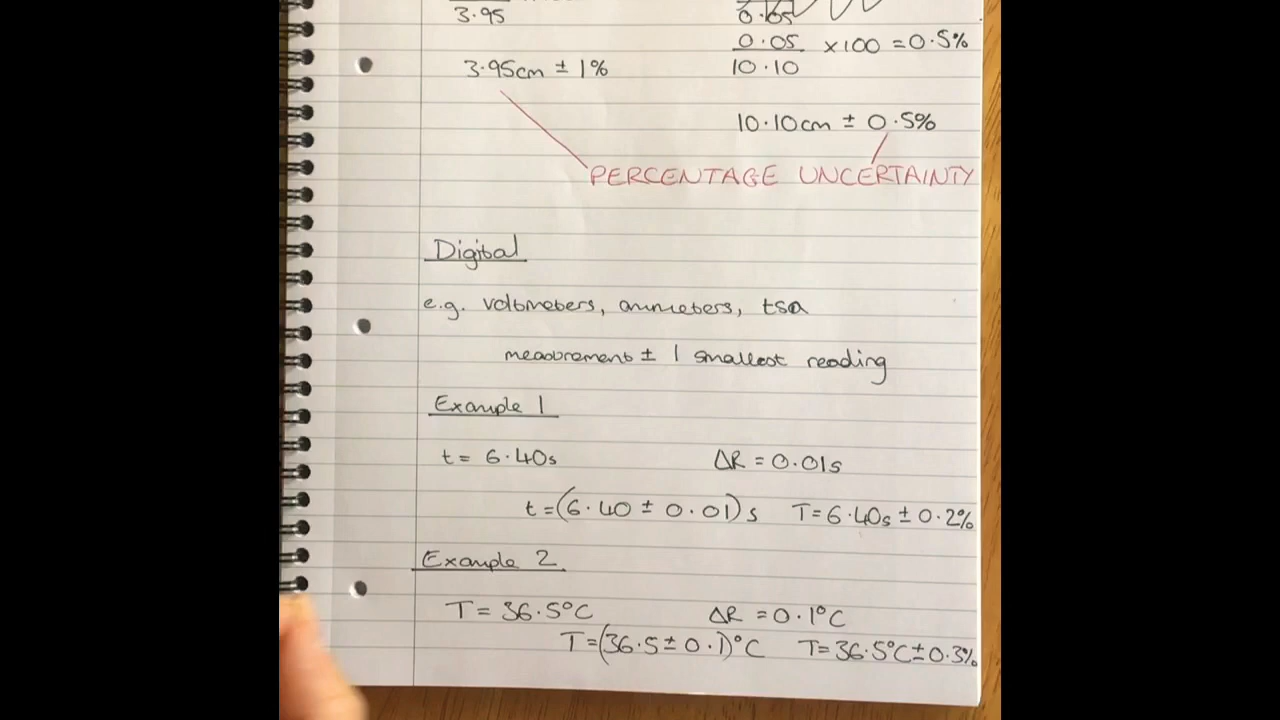 3.95
0.05
0.05 x100 = 0.5%
10.10
3.95cm ± 1%
10.10cm ± 0.5%
PERCENTAGE UNCERTAINTY
Digital
e.g. voltmeters, ammeters, tsa
measurement ± 1 smallest reading
Example 1
t = 6.40s ΔR = 0.01s
t = (6.40 ± 0.01)s T = 6.40s ± 0.2%
Example 2
T = 36.5°C ΔR = 0.1°C
T = (36.5 ± 0.1)°C T = 36.5°C ± 0.3%